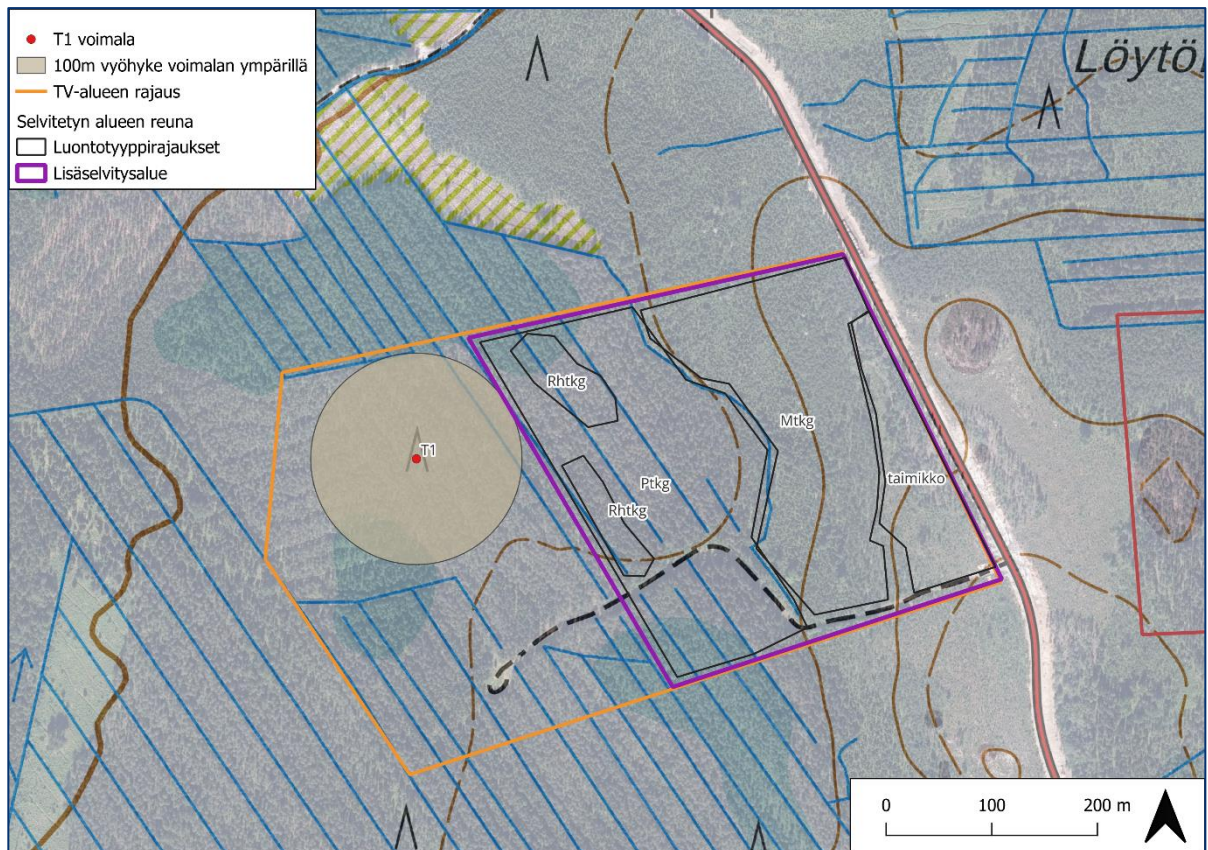 T1 voimala
100m vyöhyke voimalan ympärillä
TV-alueen rajaus
Selvitetyn alueen reuna
Luontotyyppirajaukset
Lisäselvitysalue
Rhtkg
Mtkg
T1
Ptkg
taimikko
Rhtkg
0 100 200 m